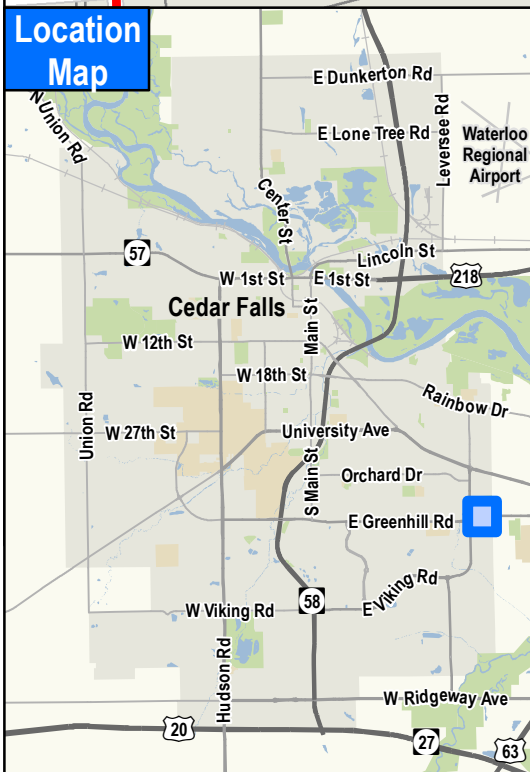 Location
Map
E Dunkerton Rd
N Union Rd
Leversee Rd
E Lone Tree Rd
Waterloo
Regional
Airport
Center St
57
Lincoln St
W 1st St
E 1st St
218
Cedar Falls
Main St
W 12th St
W 18th St
Rainbow Dr
Union Rd
W 27th St
University Ave
S Main St
Orchard Dr
E Greenhill Rd
E Viking Rd
W Viking Rd
58
Hudson Rd
W Ridgeway Ave
20
27
63